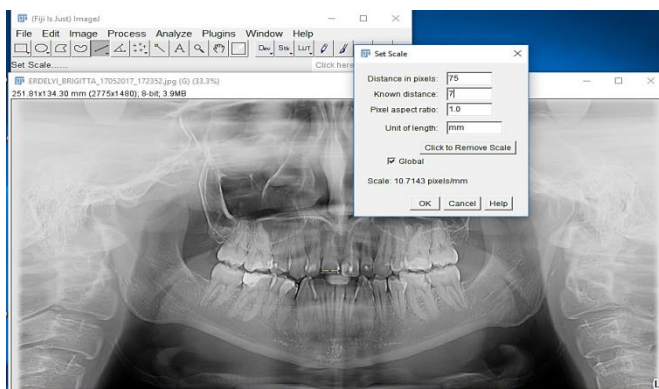 (Fiji Is Just) ImageJ
File Edit Image Process Analyze Plugins Window Help
A Dev Stk LUT
Set Scale...... Click here
ERDELYI_BRIGITTA_17052017_172352.jpg (G) (33.3%)
251.81x134.30 mm (2775x1480); 8-bit; 3.9MB
Set Scale
Distance in pixels: 75
Known distance: 7
Pixel aspect ratio: 1.0
Unit of length: mm
Click to Remove Scale
Global
Scale: 10.7143 pixels/mm
OK Cancel Help
L